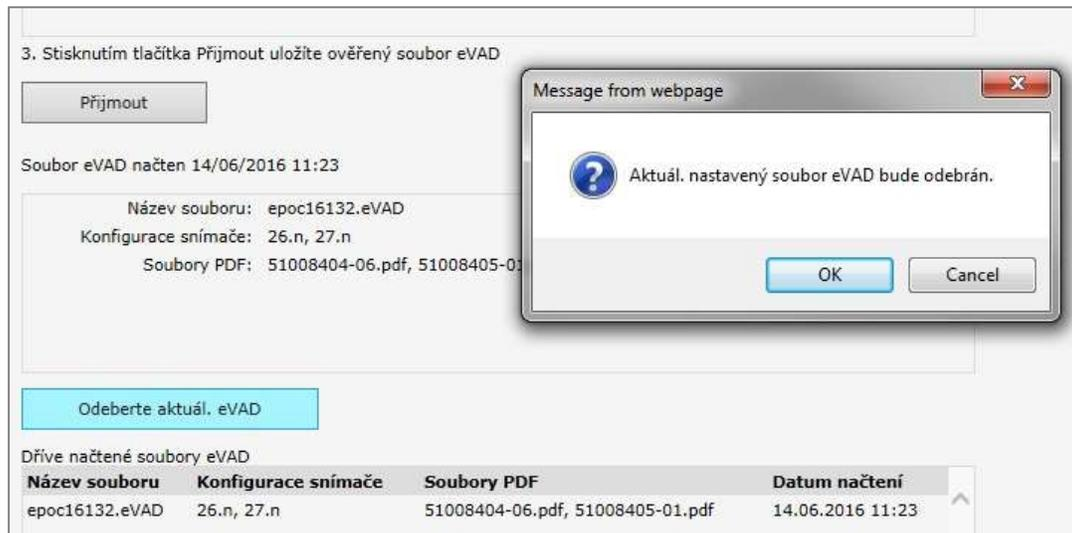 3. Stisknutím tlačítka Přijmout uložíte ověřený soubor eVAD
Přijmout
Soubor eVAD načten 14/06/2016 11:23
Název souboru: epoc16132.eVAD
Konfigurace snímače: 26.n, 27.n
Soubory PDF: 51008404-06.pdf, 51008405-01
Message from webpage
Aktuál. nastavený soubor eVAD bude odebrán.
OK Cancel
Odeberte aktuál. eVAD
Dříve načtené soubory eVAD
Název souboru Konfigurace snímače Soubory PDF Datum načtení
epoc16132.eVAD 26.n, 27.n 51008404-06.pdf, 51008405-01.pdf 14.06.2016 11:23